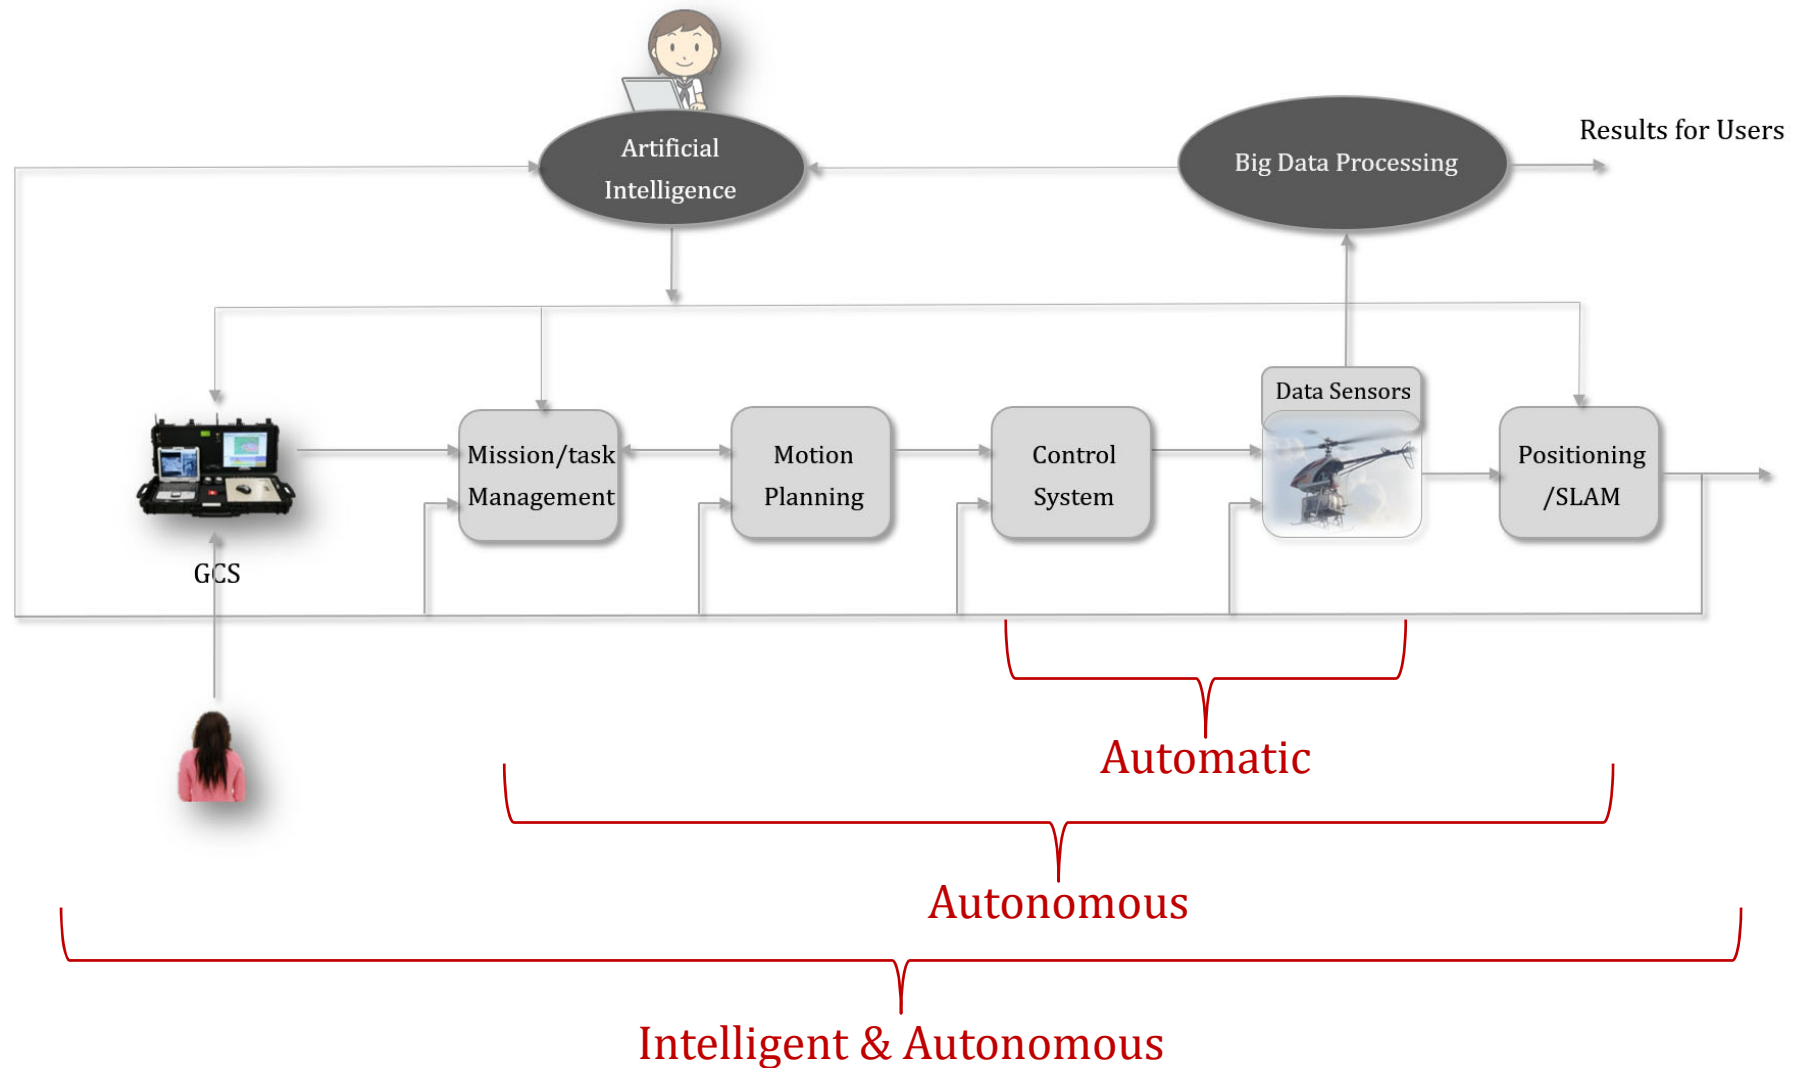 Artificial
Intelligence
Big Data Processing
Results for Users
Data Sensors
Mission/task
Management
Motion
Planning
Control
System
Positioning
/SLAM
GCS
Automatic
Autonomous
Intelligent & Autonomous